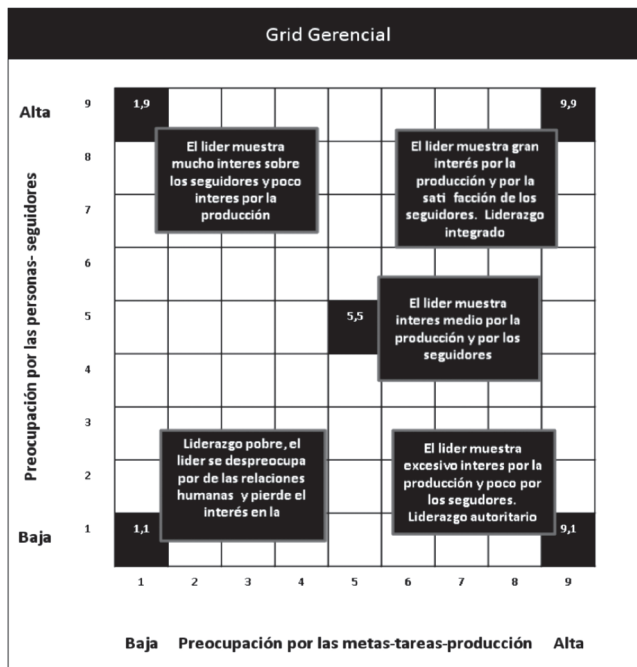 Grid Gerencial
Alta
Preocupación por las personas- seguidores
Baja
9
8
7
6
5
4
3
2
1
1,9
9,9
El lider muestra
mucho interes sobre
los seguidores y poco
interes por la
producción
El lider muestra gran
interés por la
producción y por la
sati facción de los
seguidores. Liderazgo
integrado
5,5
El lider muestra
interes medio por la
producción y por los
seguidores
Liderazgo pobre, el
lider se despreocupa
por de las relaciones
humanas y pierde el
interés en la
El lider muestra
excesivo interes por la
producción y poco por
los segudores.
Liderazgo autoritario
1,1
9,1
1 2 3 4 5 6 7 8 9
Baja Preocupación por las metas-tareas-producción Alta